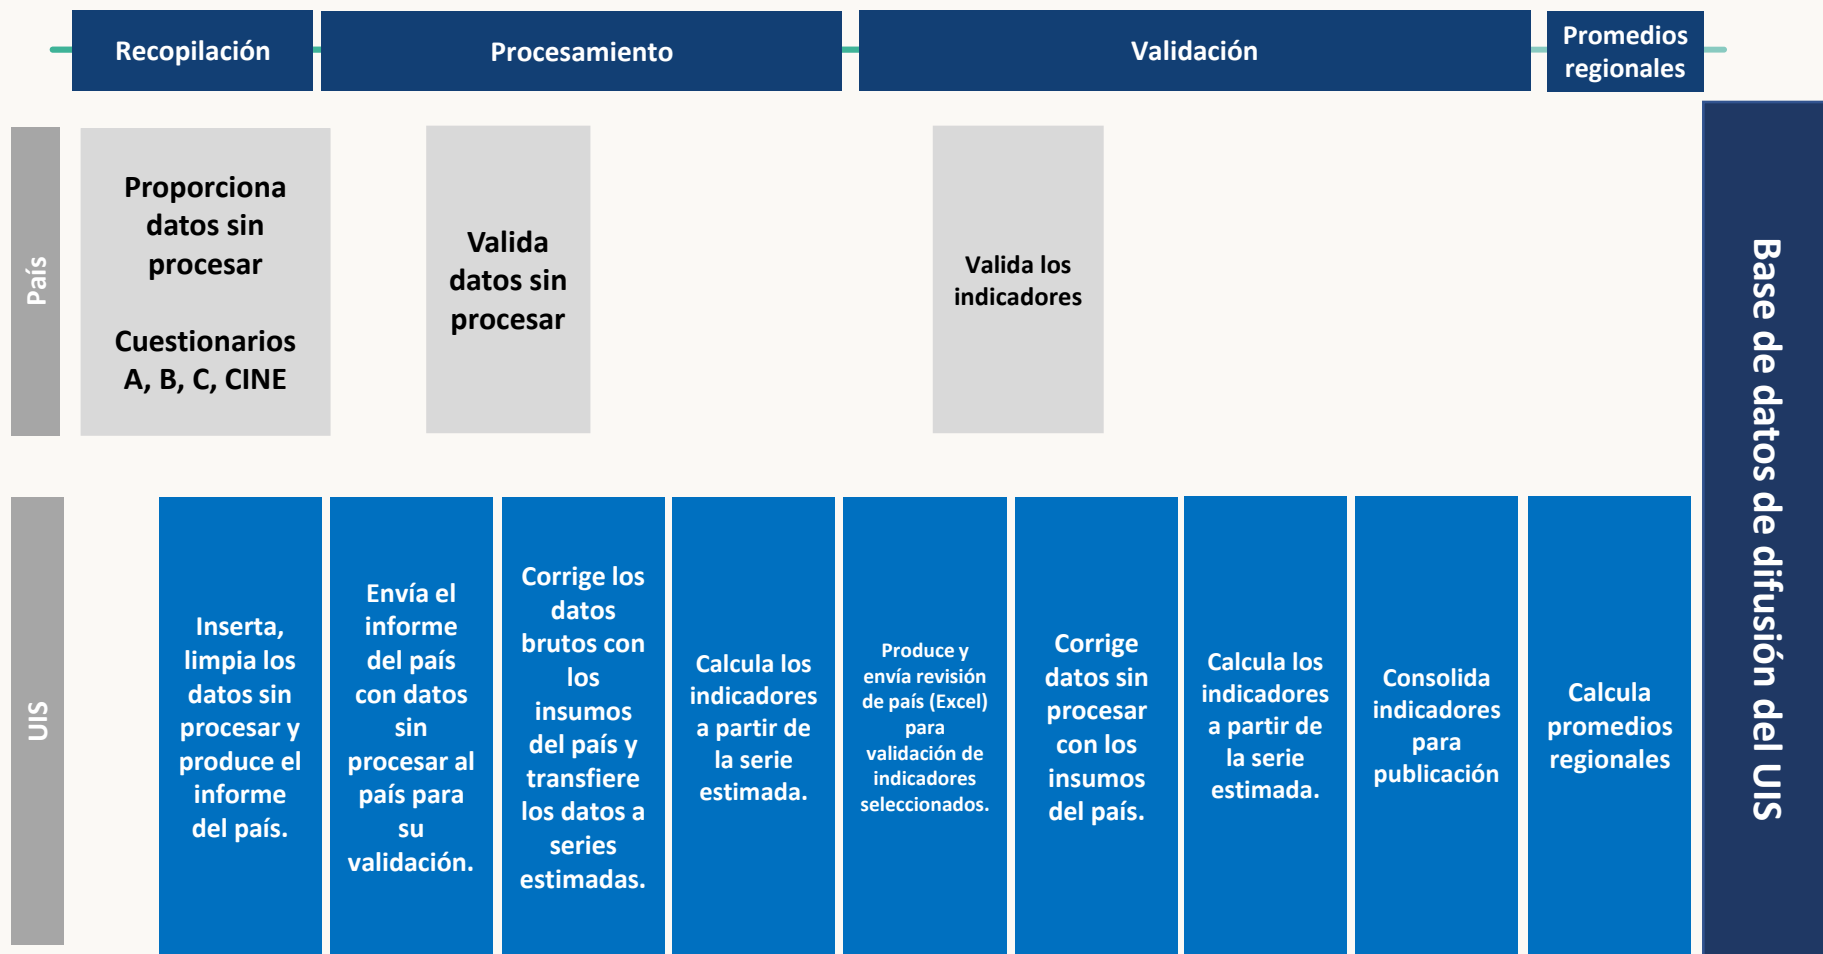 Recopilación
Procesamiento
Validación
Promedios
regionales
País
Proporciona
datos sin
procesar
Cuestionarios
A, B, C, CINE
Valida
datos sin
procesar
Valida los
indicadores
UIS
Inserta,
limpia los
datos sin
procesar y
produce el
informe
del país.
Envía el
informe
del país
con datos
sin
procesar al
país para
su
validación.
Corrige los
datos
brutos con
los
insumos
del país y
transfiere
los datos a
series
estimadas.
Calcula los
indicadores
a partir de
la serie
estimada.
Produce y
envía revisión
de país (Excel)
para
validación de
indicadores
seleccionados.
Corrige
datos sin
procesar
con los
insumos
del país.
Calcula los
indicadores
a partir de
la serie
estimada.
Consolida
indicadores
para
publicación
Calcula
promedios
regionales
Base de datos de difusión del UIS